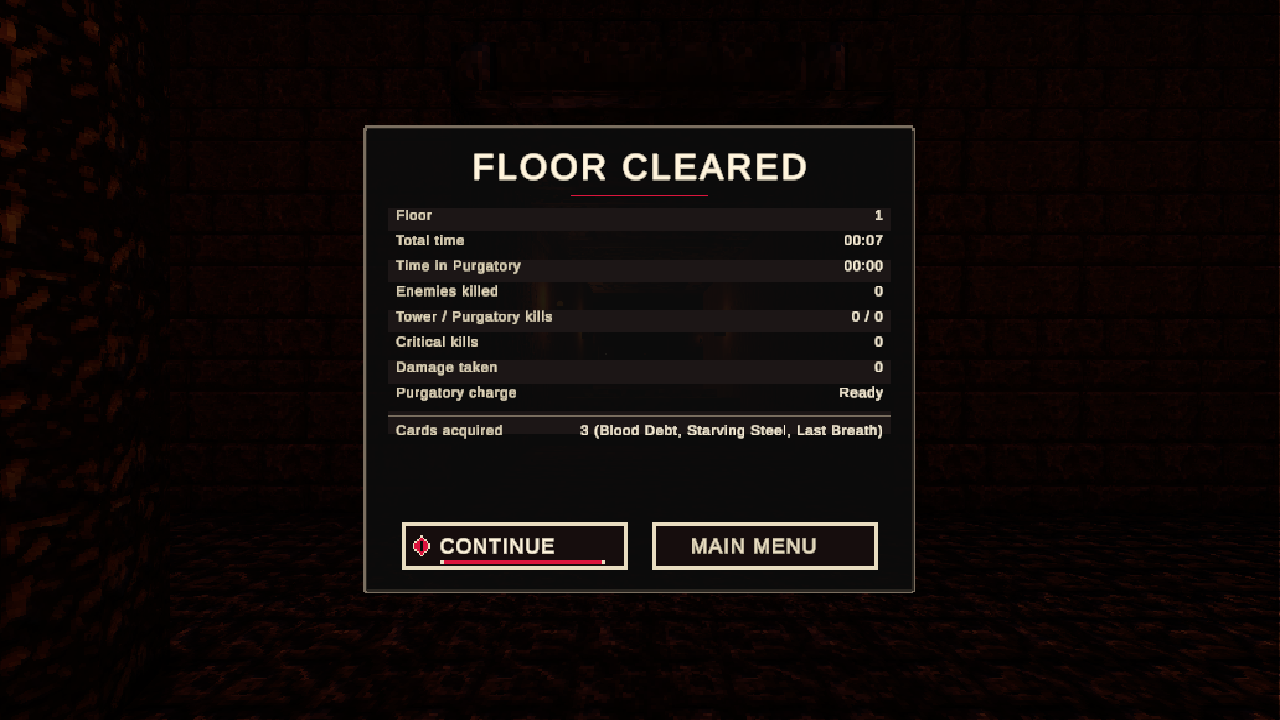 FLOOR CLEARED
Floor 1
Total time 00:07
Time in Purgatory 00:00
Enemies killed 0
Tower / Purgatory kills 0 / 0
Critical kills 0
Damage taken 0
Purgatory charge Ready
Cards acquired 3 (Blood Debt, Starving Steel, Last Breath)
CONTINUE MAIN MENU